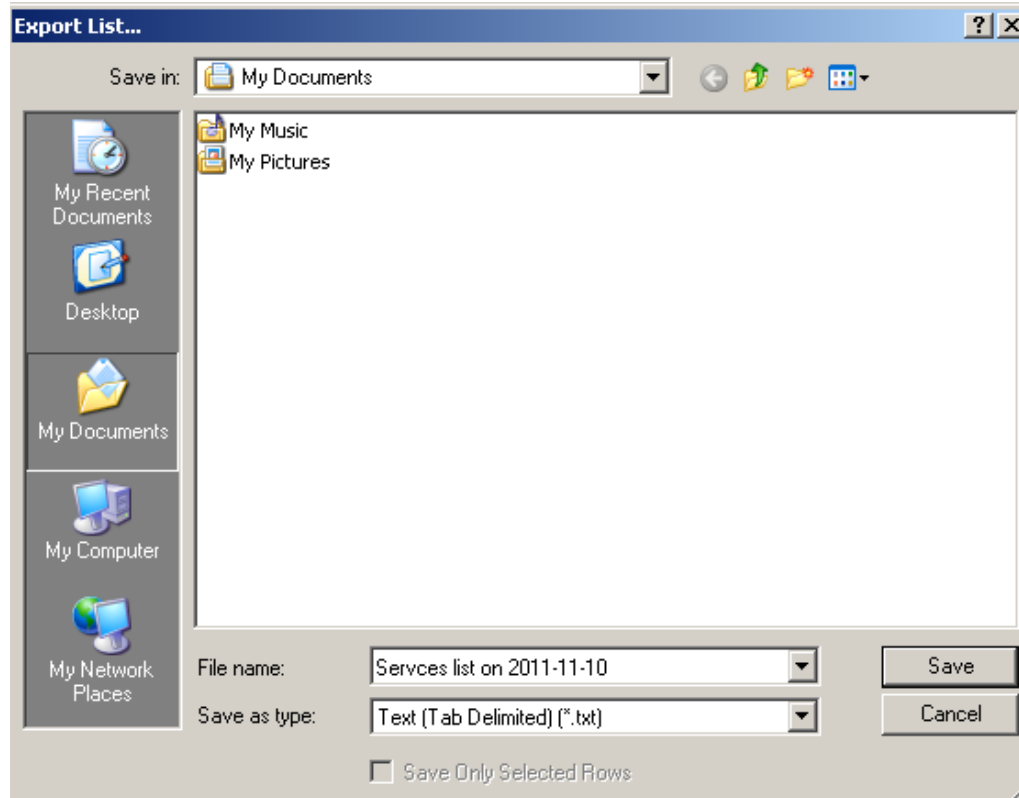 Export List...
Save in:
My Documents
My Recent
Documents
Desktop
My Documents
My Computer
My Network
Places
My Music
My Pictures
File name:
Servces list on 2011-11-10
Save
Save as type:
Text (Tab Delimited) (*.txt)
Cancel
Save Only Selected Rows